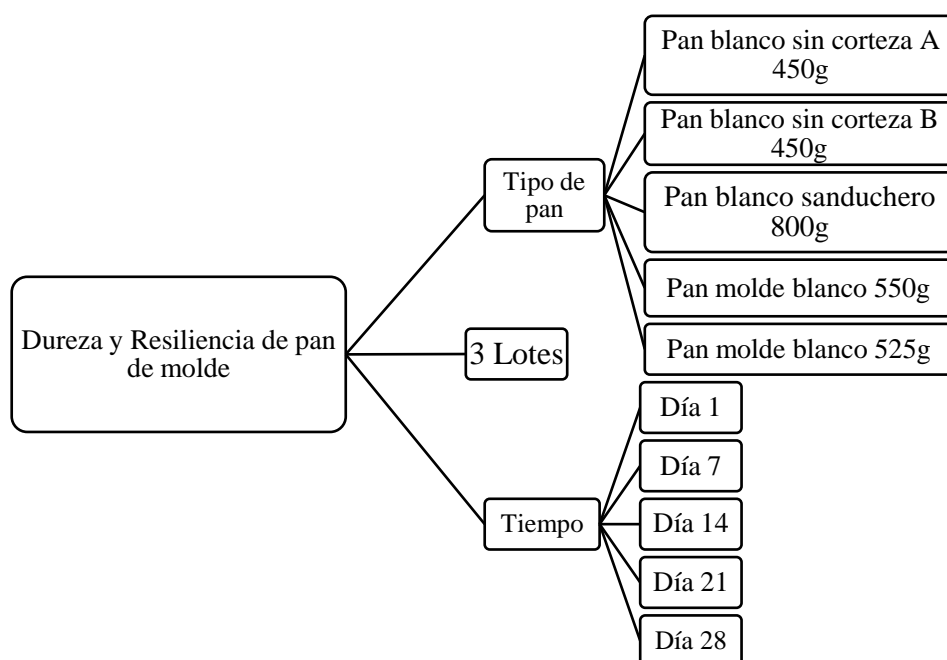 Dureza y Resiliencia de pan
de molde
Tipo de
pan
Pan blanco sin corteza A
450g
Pan blanco sin corteza B
450g
Pan blanco sanduchero
800g
Pan molde blanco 550g
Pan molde blanco 525g
3 Lotes
Tiempo
Día 1
Día 7
Día 14
Día 21
Día 28